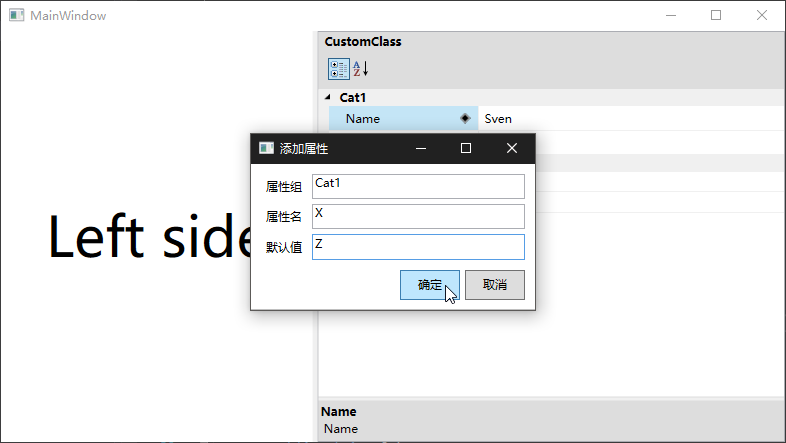 MainWindow
CustomClass
Cat1
Name Sven
Left side
添加属性
属性组 Cat1
属性名 X
默认值 Z
确定 取消
Name
Name